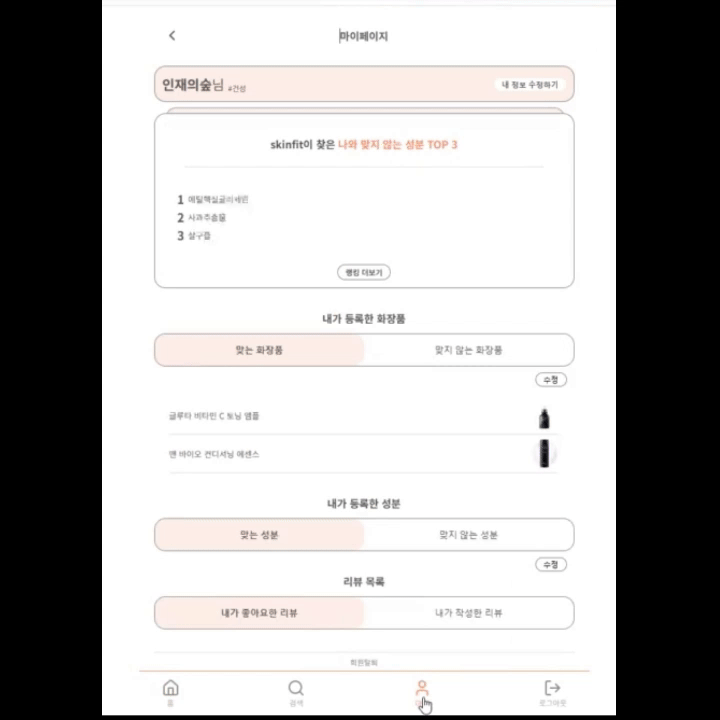 마이페이지
인재의숲님 #건성
내 정보 수정하기
skinfit이 찾은 나와 맞지 않는 성분 TOP 3
1 에틸헥실글리세린
2 사과추출물
3 살구씨
랭킹 더보기
내가 등록한 화장품
맞는 화장품
맞지 않는 화장품
수정
글루타 비타민 C 토닝 앰플
맨 바이오 컨디셔닝 에센스
내가 등록한 성분
맞는 성분
맞지 않는 성분
수정
리뷰 목록
내가 좋아요한 리뷰
내가 작성한 리뷰
회원탈퇴
홈
검색
로그아웃